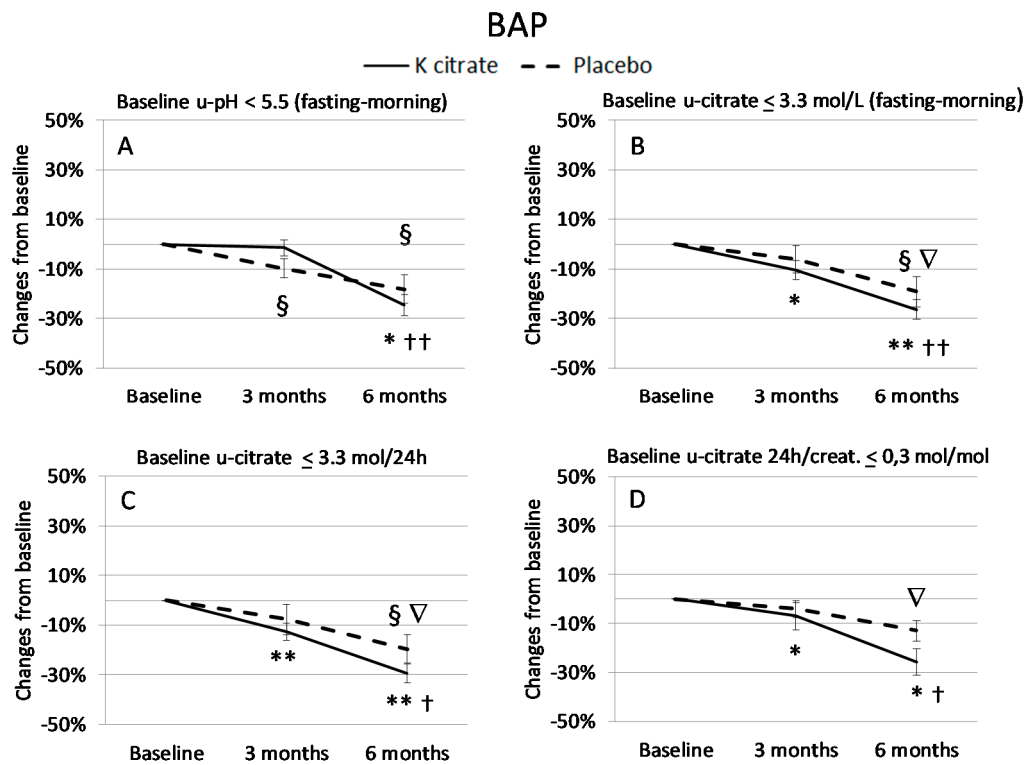 BAP
K citrate Placebo
Baseline u-pH < 5.5 (fasting-morning)
A
Changes from baseline
50%
30%
10%
-10%
-30%
-50%
§
§
* ††
Baseline 3 months 6 months
Baseline u-citrate ≤ 3.3 mol/L (fasting-morning)
B
Changes from baseline
50%
30%
10%
-10%
-30%
-50%
§ ∇
*
** ††
Baseline 3 months 6 months
Baseline u-citrate ≤ 3.3 mol/24h
C
Changes from baseline
50%
30%
10%
-10%
-30%
-50%
§ ∇
**
** †
Baseline 3 months 6 months
Baseline u-citrate 24h/creat. ≤ 0,3 mol/mol
D
Changes from baseline
50%
30%
10%
-10%
-30%
-50%
∇
*
* †
Baseline 3 months 6 months